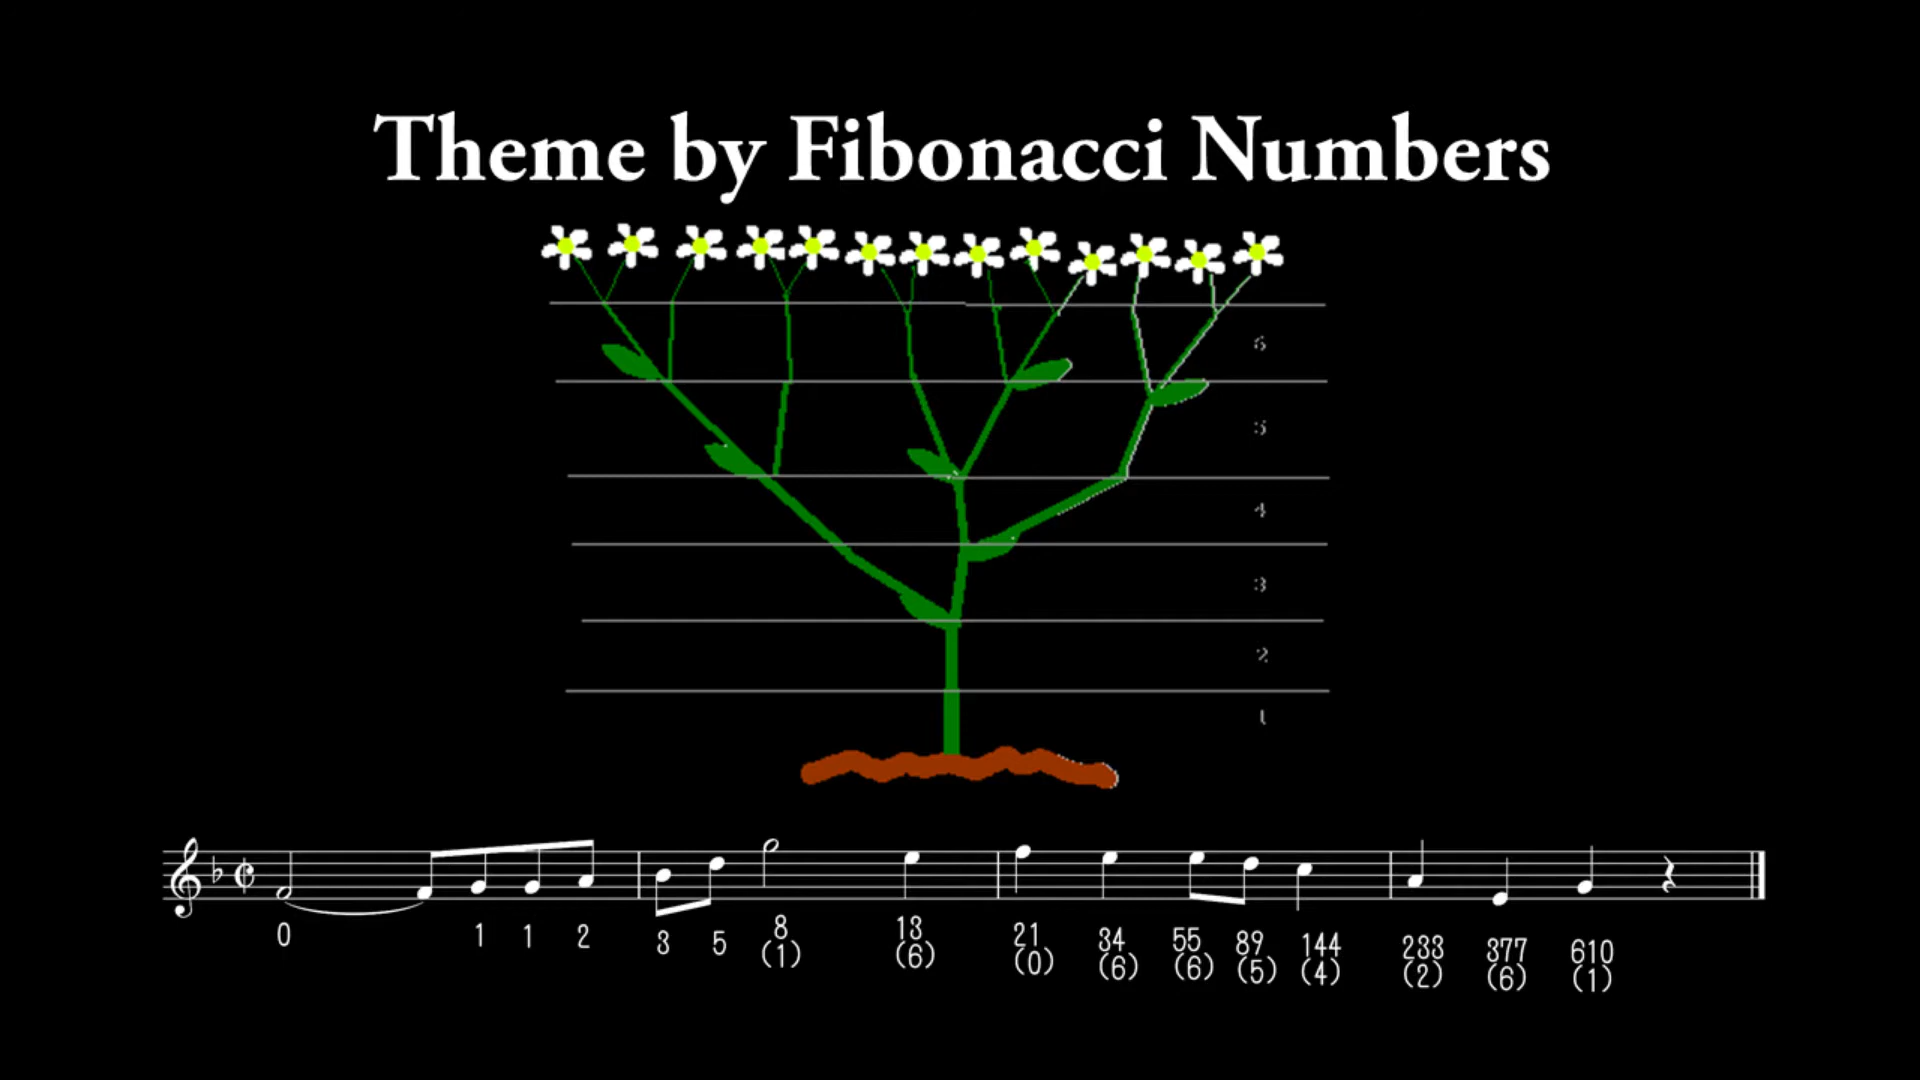 Theme by Fibonacci Numbers
6
5
4
3
2
1
0 1 1 2 3 5 8 13 21 34 55 89 144 233 377 610
(1) (6) (0) (6) (6) (5) (4) (2) (6) (1)